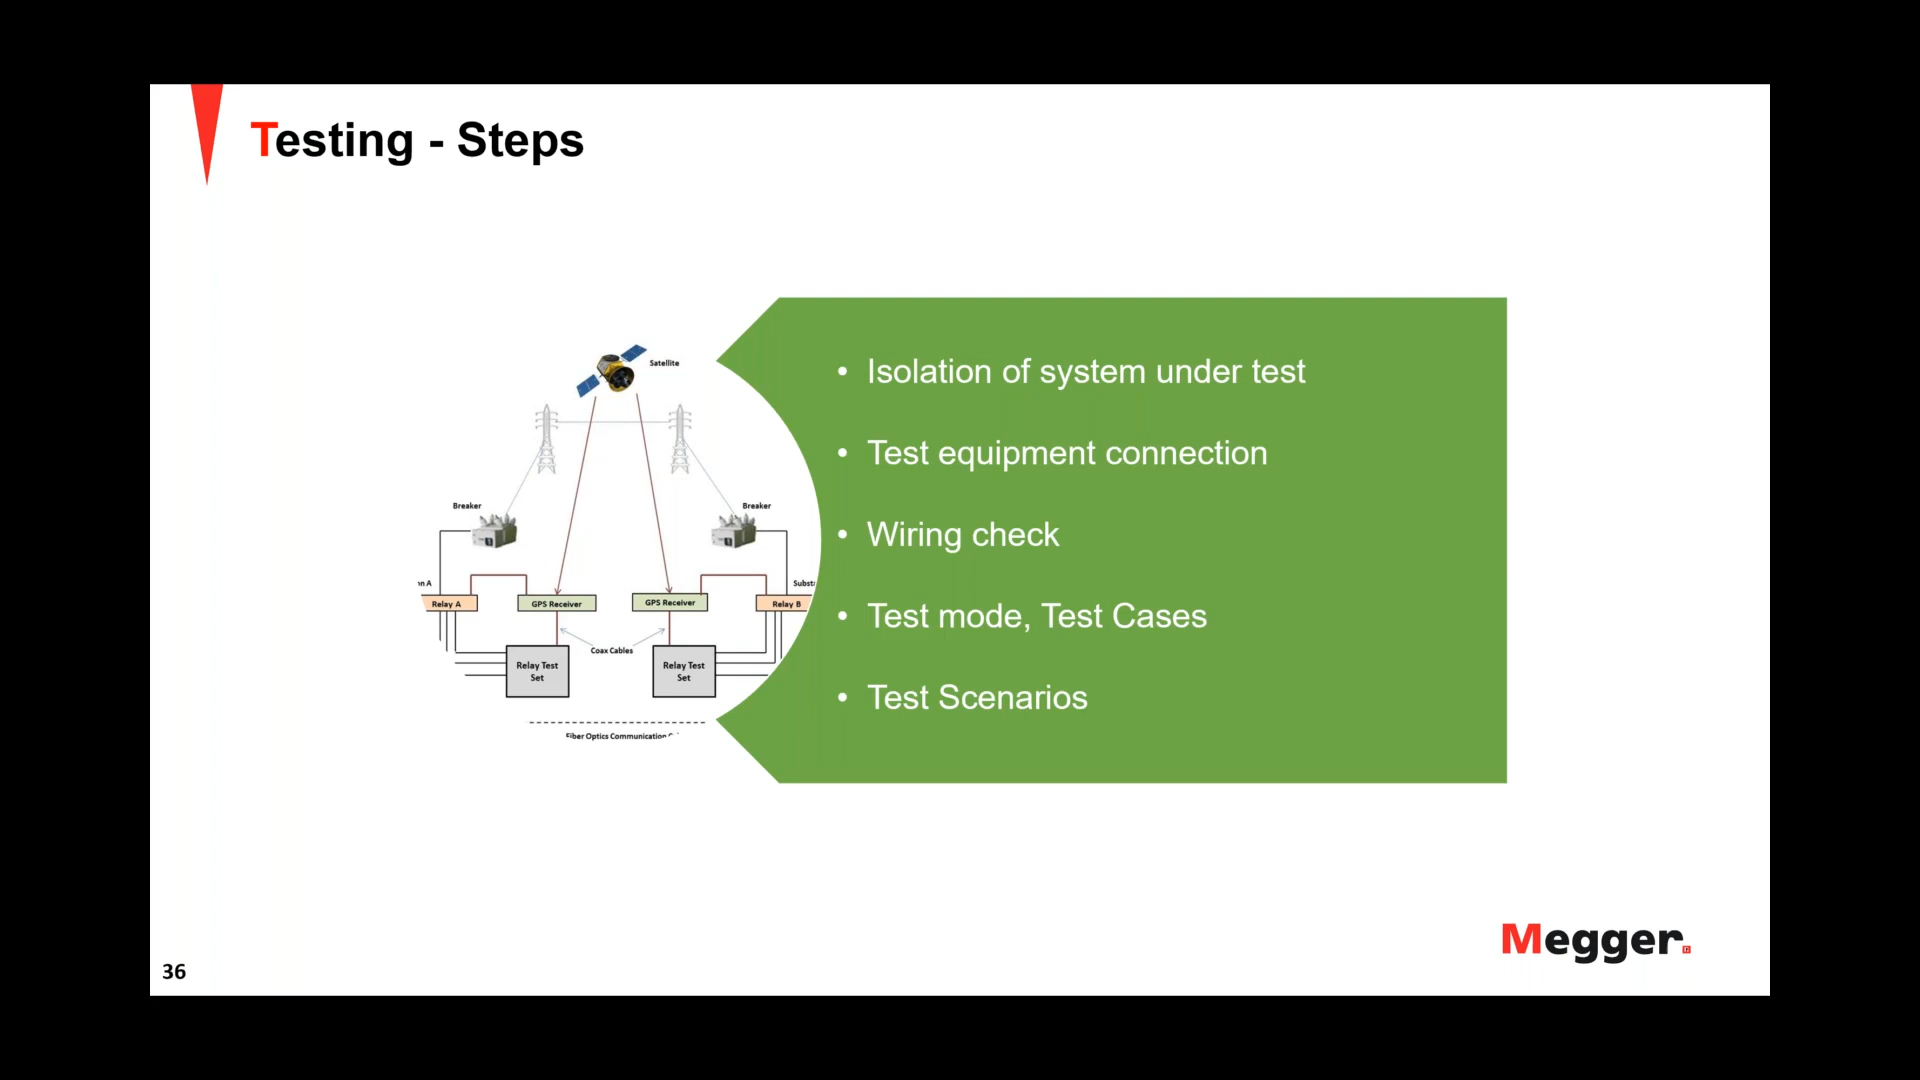 Testing - Steps
Satellite
Breaker
Breaker
Relay A
GPS Receiver
GPS Receiver
Relay B
Coax Cables
Relay Test
Set
Relay Test
Set
Fiber Optics Communication
• Isolation of system under test
• Test equipment connection
• Wiring check
• Test mode, Test Cases
• Test Scenarios
Megger.
36